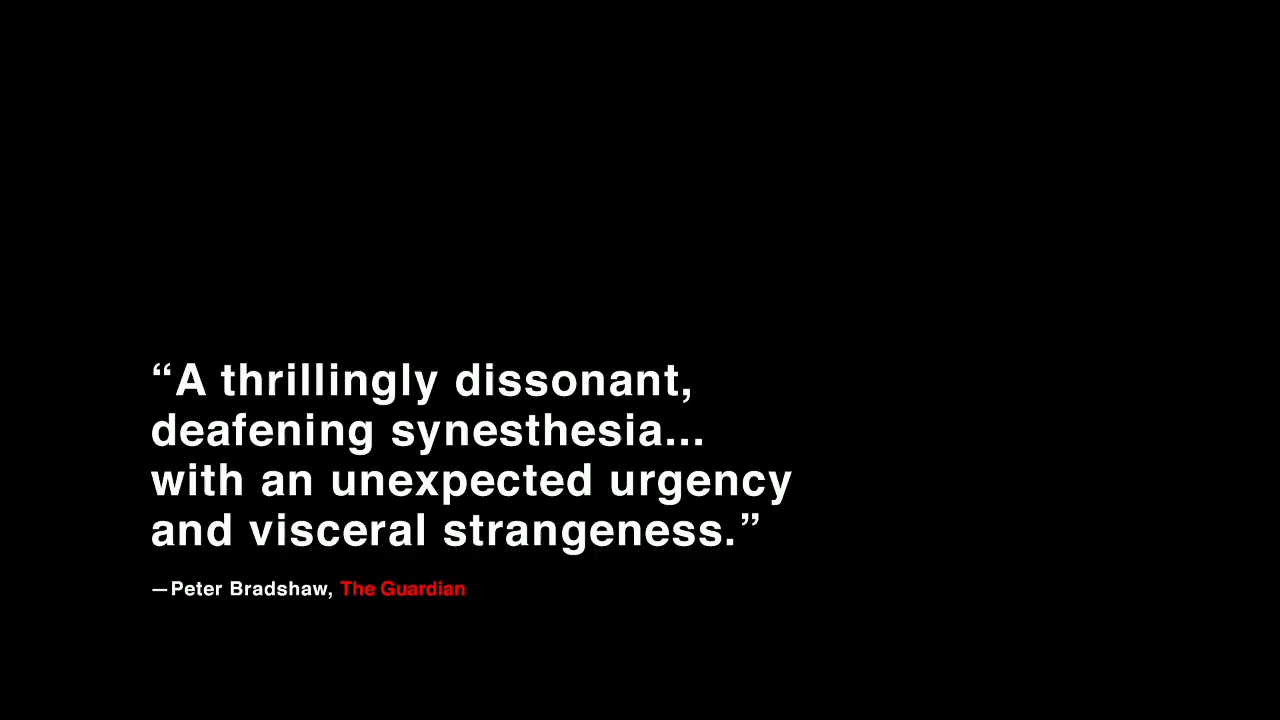 “A thrillingly dissonant,
deafening synesthesia...
with an unexpected urgency
and visceral strangeness.”
—Peter Bradshaw, The Guardian